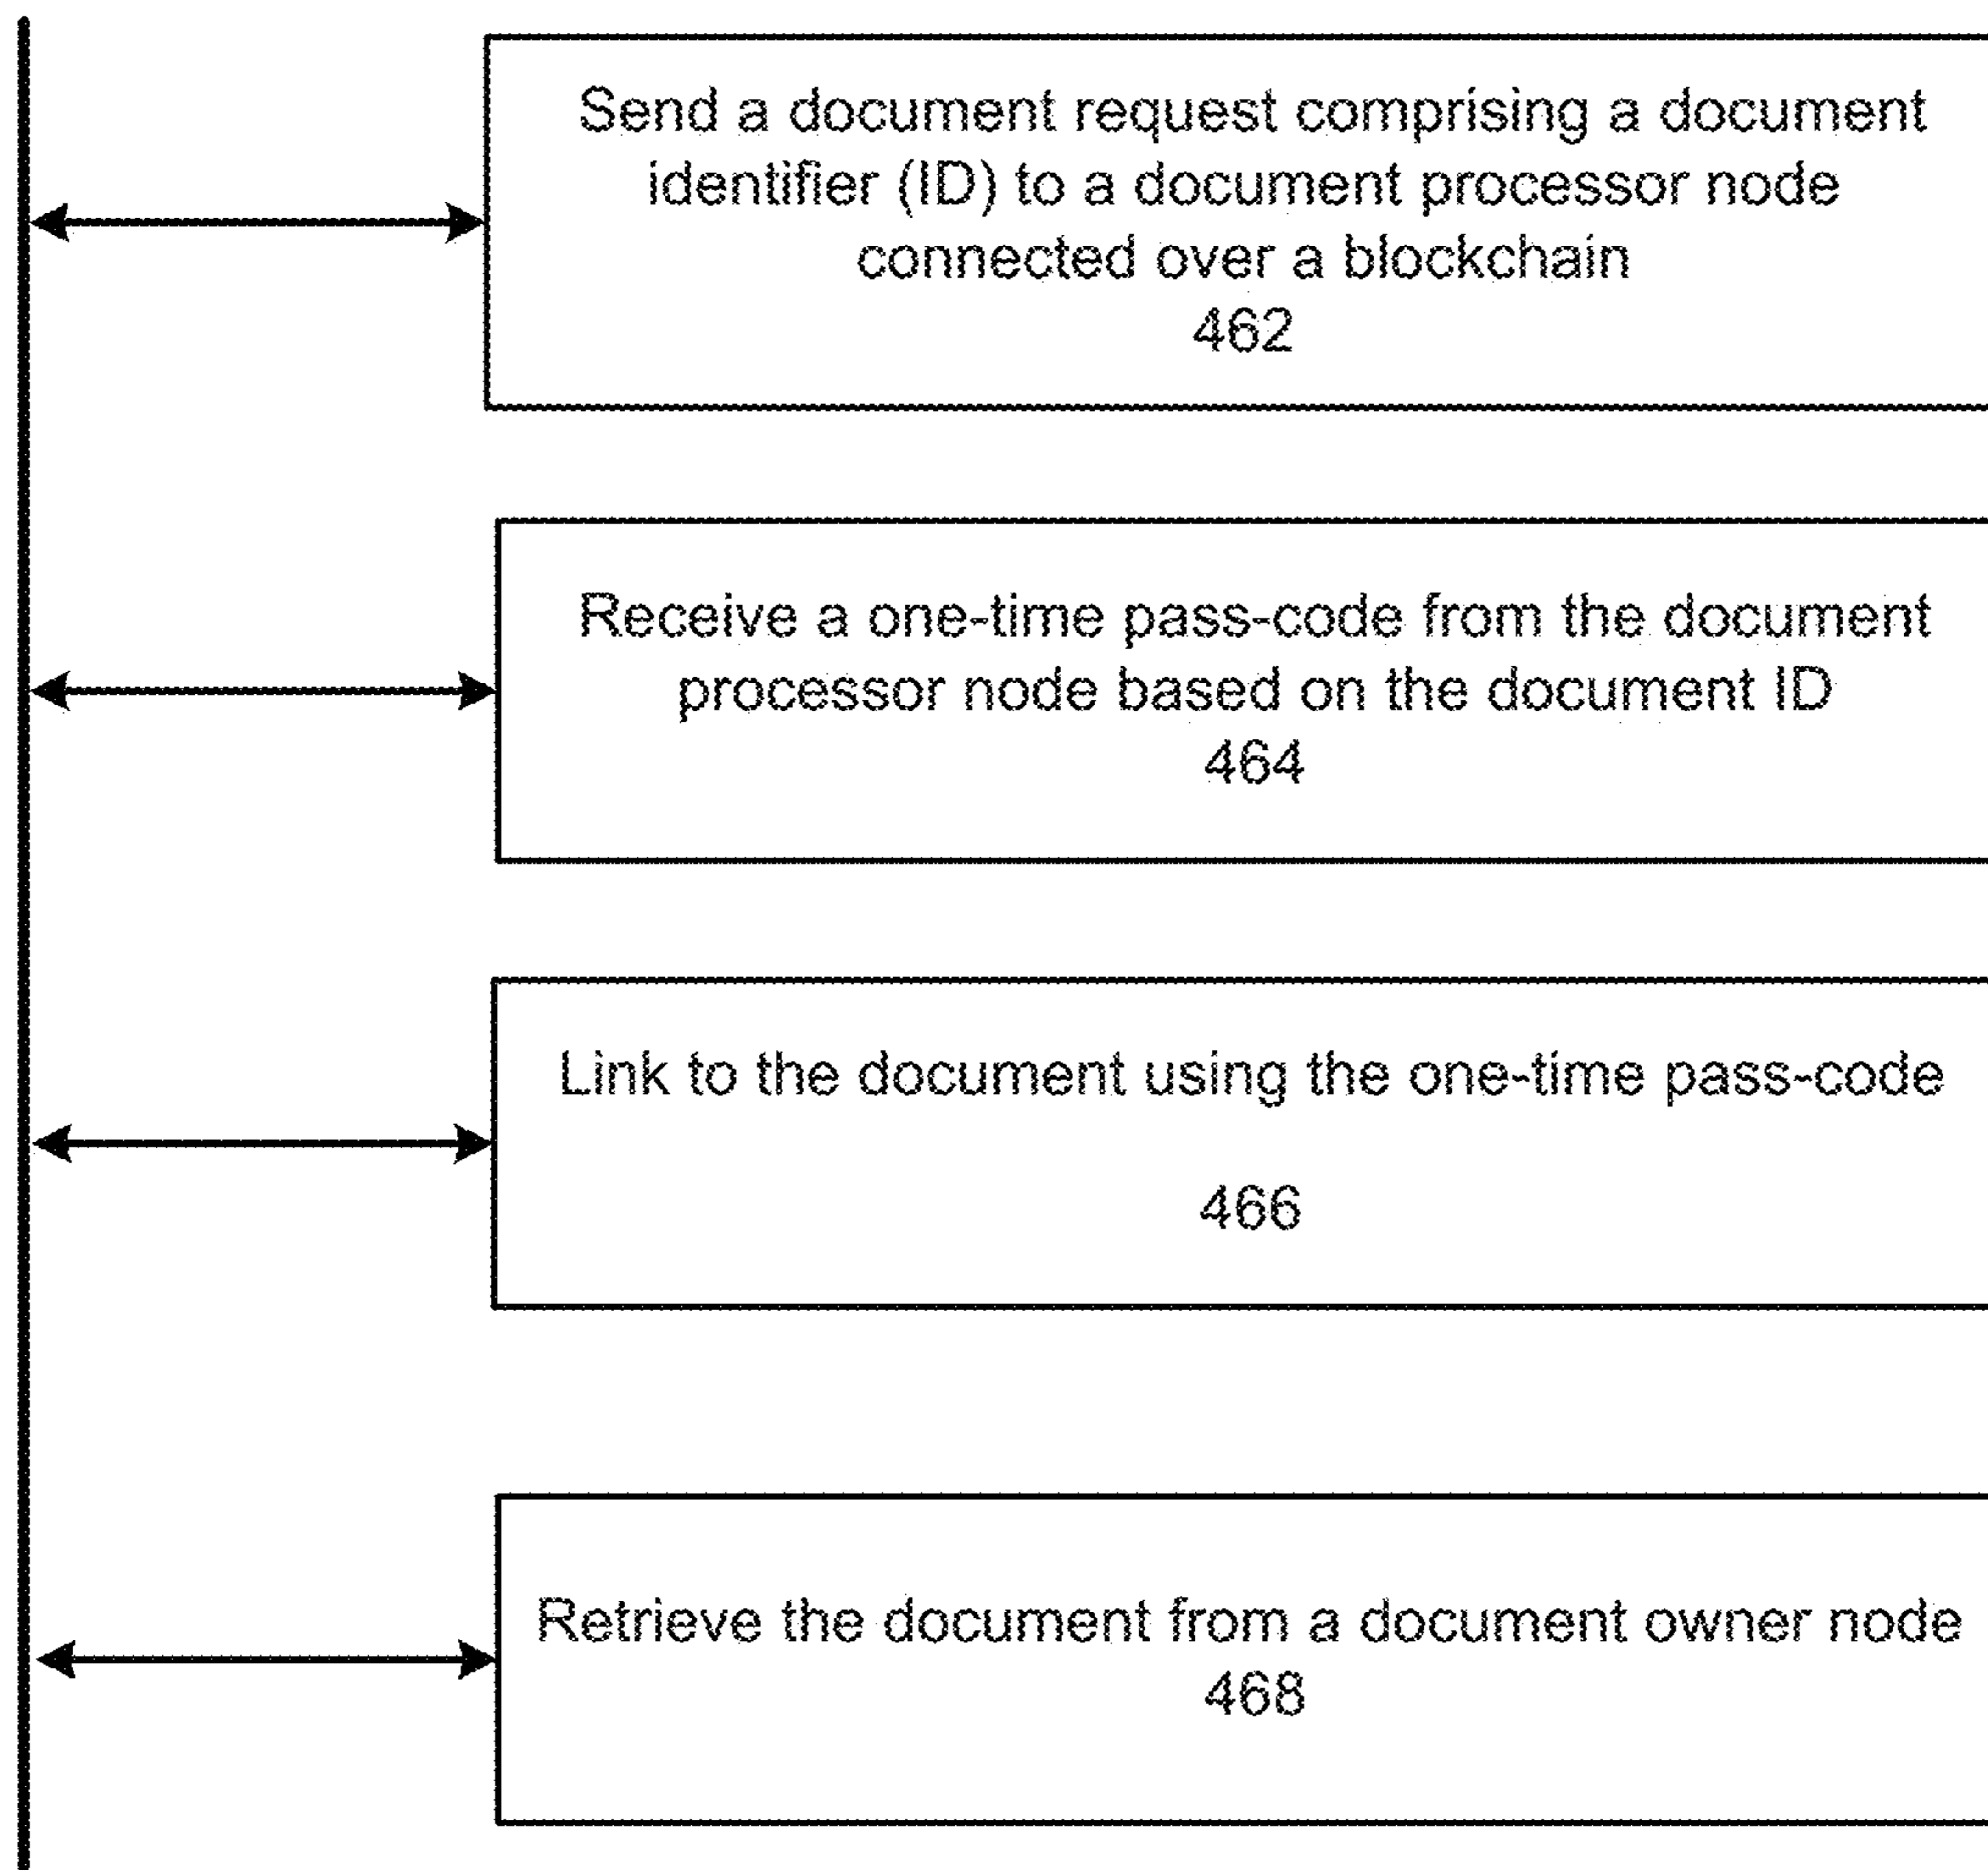 Send a document request comprising a document
identifier (ID) to a document processor node
connected over a blockchain
462
Receive a one-time pass-code from the document
processor node based on the document ID
464
Link to the document using the one-time pass-code
466
Retrieve the document from a document owner node
468